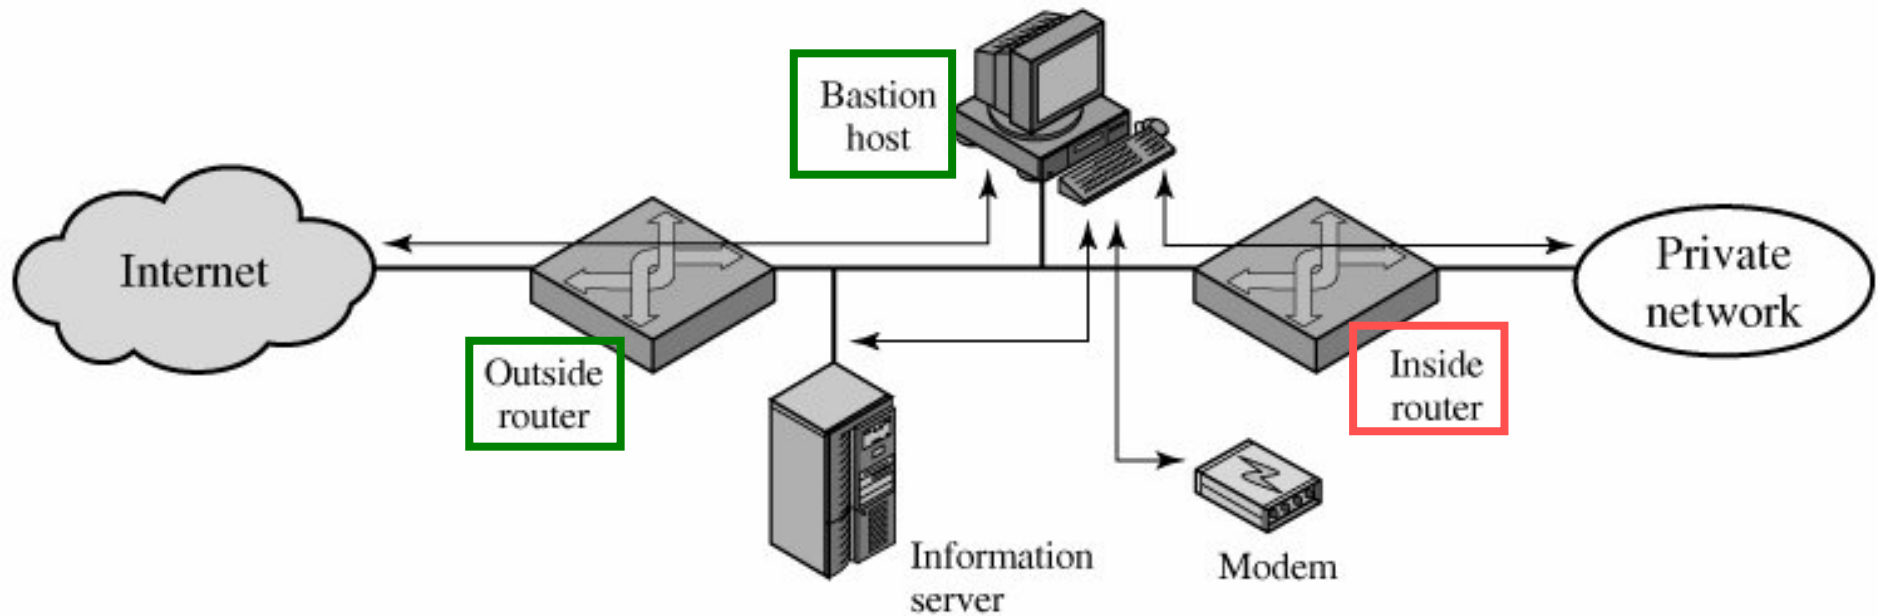 Bastion
host
Internet
Private
network
Outside
router
Inside
router
Information
server
Modem